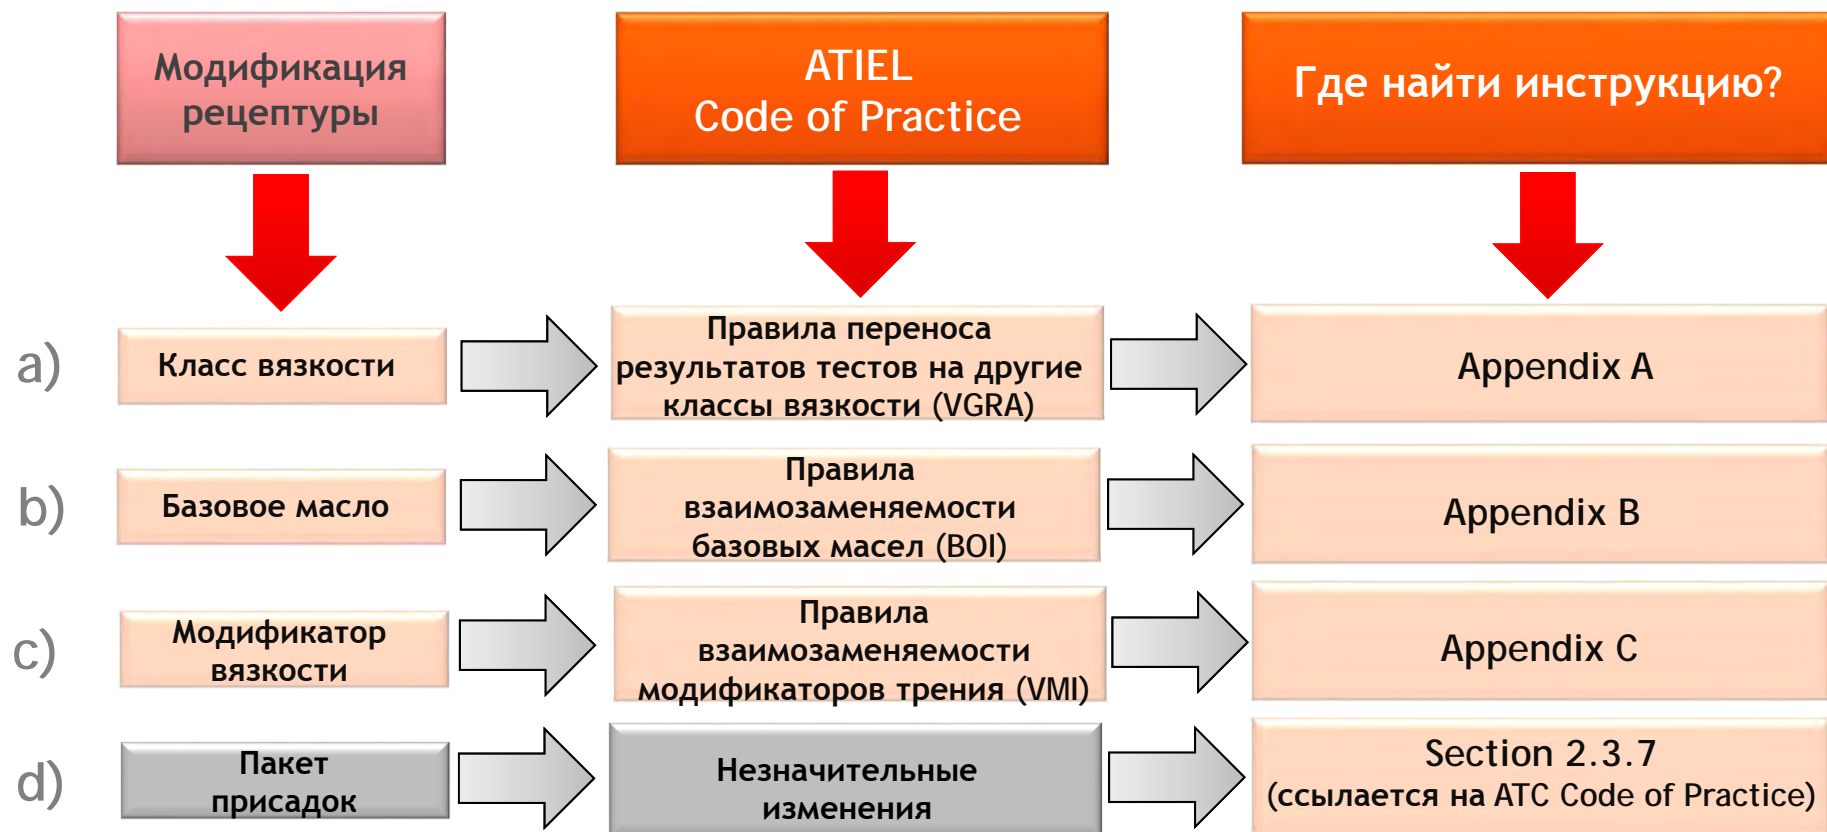 Модификация
рецептуры
ATIEL
Code of Practice
Где найти инструкцию?
a)
Класс вязкости
Правила переноса
результатов тестов на другие
классы вязкости (VGRA)
Appendix A
b)
Базовое масло
Правила
взаимозаменяемости
базовых масел (BOI)
Appendix B
c)
Модификатор
вязкости
Правила
взаимозаменяемости
модификаторов трения (VMI)
Appendix C
d)
Пакет
присадок
Незначительные
изменения
Section 2.3.7
(ссылается на ATC Code of Practice)